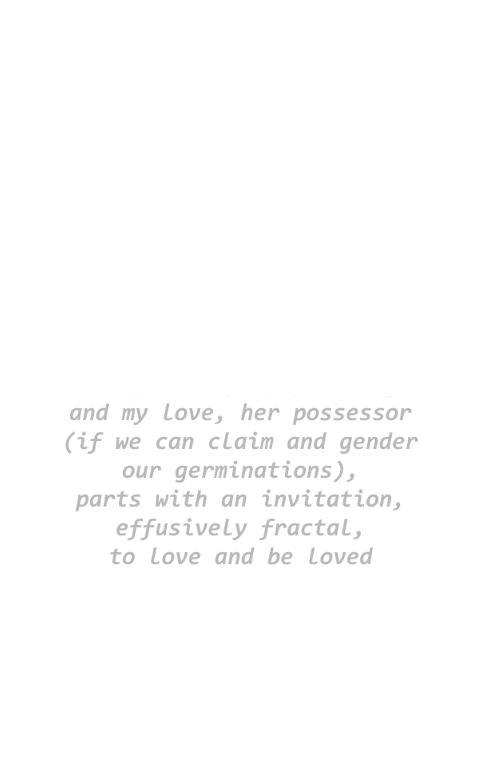 and my love, her possessor
(if we can claim and gender
our germinations),
parts with an invitation,
effusively fractal,
to love and be loved